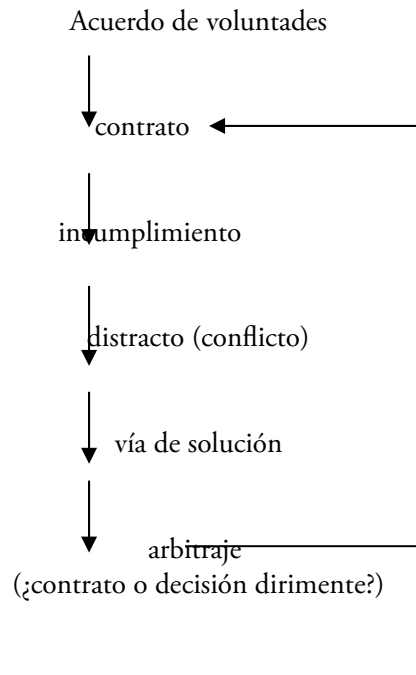 Acuerdo de voluntades
contrato
incumplimiento
distracto (conflicto)
vía de solución
arbitraje
(¿contrato o decisión dirimente?)